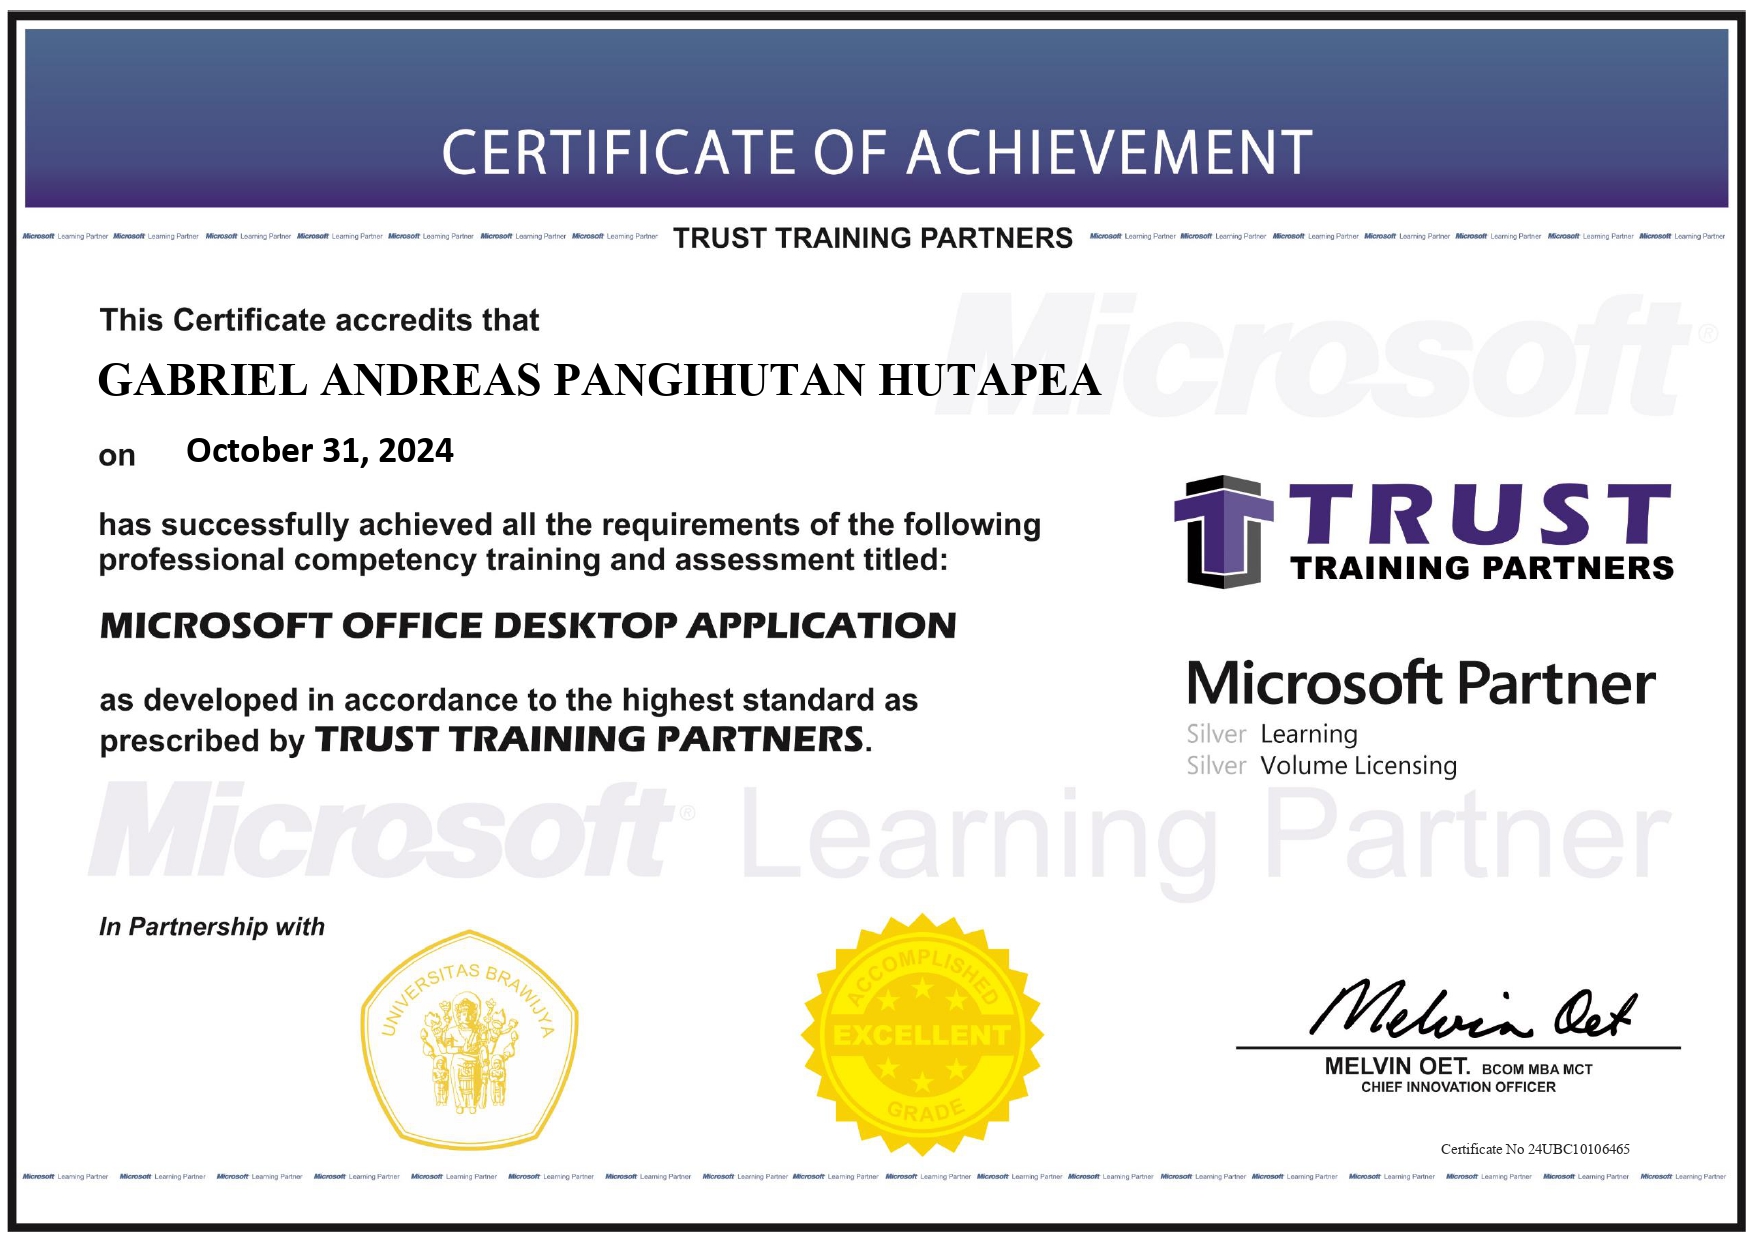 CERTIFICATE OF ACHIEVEMENT
Microsoft Learning Partner Microsoft Learning Partner Microsoft Learning Partner Microsoft Learning Partner Microsoft Learning Partner Microsoft Learning Partner Microsoft Learning Partner TRUST TRAINING PARTNERS Microsoft Learning Partner Microsoft Learning Partner Microsoft Learning Partner Microsoft Learning Partner Microsoft Learning Partner Microsoft Learning Partner Microsoft Learning Partner
This Certificate accredits that
Microsoft®
GABRIEL ANDREAS PANGIHUTAN HUTAPEA
on October 31, 2024
has successfully achieved all the requirements of the following
professional competency training and assessment titled:
TRUST
TRAINING PARTNERS
MICROSOFT OFFICE DESKTOP APPLICATION
as developed in accordance to the highest standard as
prescribed by TRUST TRAINING PARTNERS.
Microsoft Partner
Silver Learning
Silver Volume Licensing
Microsoft® Learning Partner
In Partnership with
UNIVERSITAS BRAWIJYA
ACCOMPLISHED
EXCELLENT
GRADE
Melvin Oet
MELVIN OET. BCOM MBA MCT
CHIEF INNOVATION OFFICER
Certificate No 24UBC10106465
Microsoft Learning Partner Microsoft Learning Partner Microsoft Learning Partner Microsoft Learning Partner Microsoft Learning Partner Microsoft Learning Partner Microsoft Learning Partner Microsoft Learning Partner Microsoft Learning Partner Microsoft Learning Partner Microsoft Learning Partner Microsoft Learning Partner Microsoft Learning Partner Microsoft Learning Partner Microsoft Learning Partner Microsoft Learning Partner Microsoft Learning Partner Microsoft Learning Partner